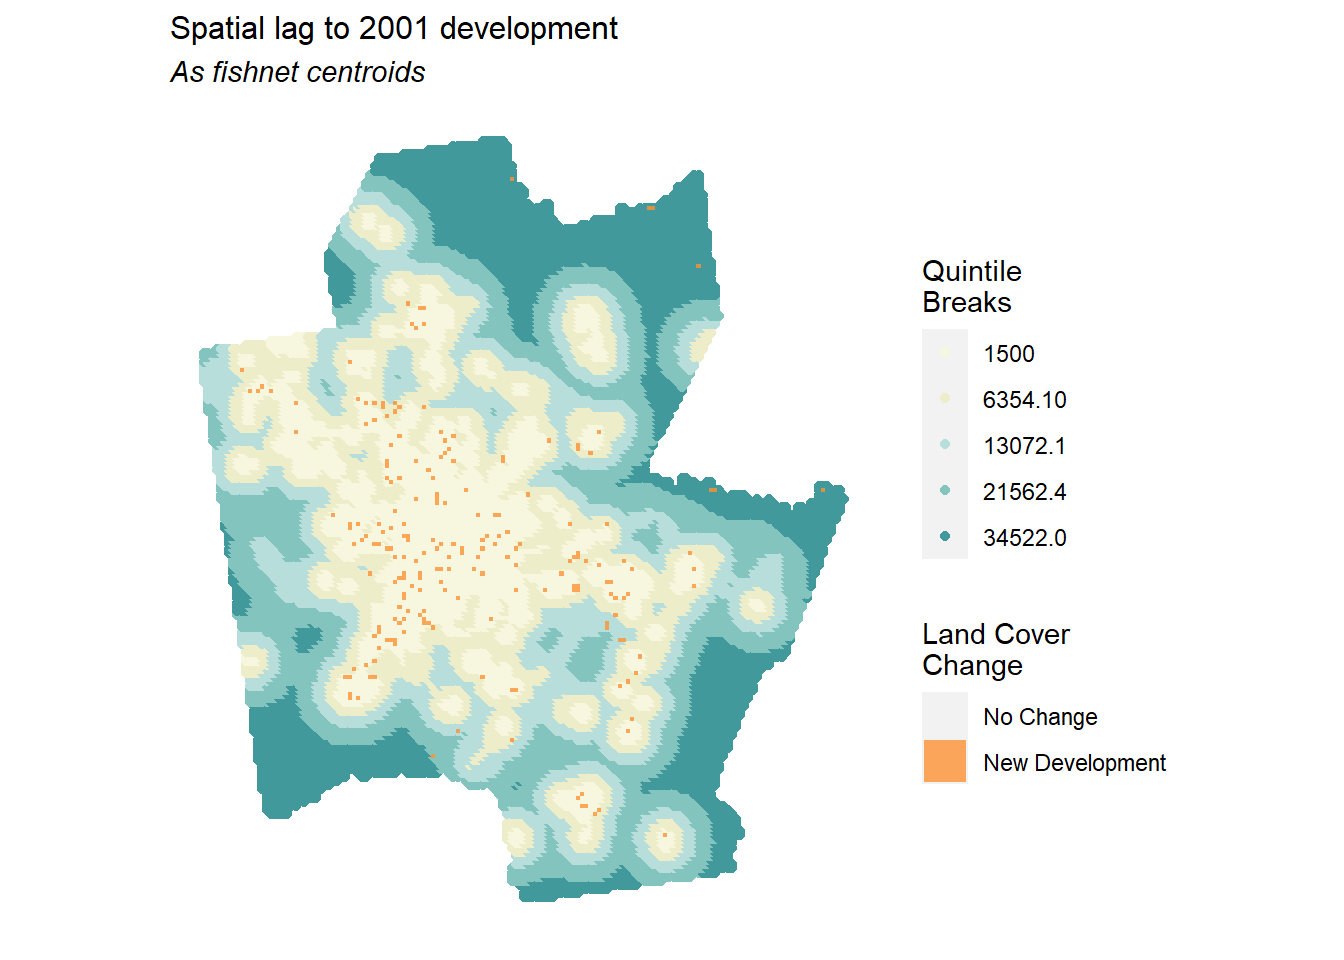 Spatial lag to 2001 development
As fishnet centroids
Quintile
Breaks
1500
6354.10
13072.1
21562.4
34522.0
Land Cover
Change
No Change
New Development